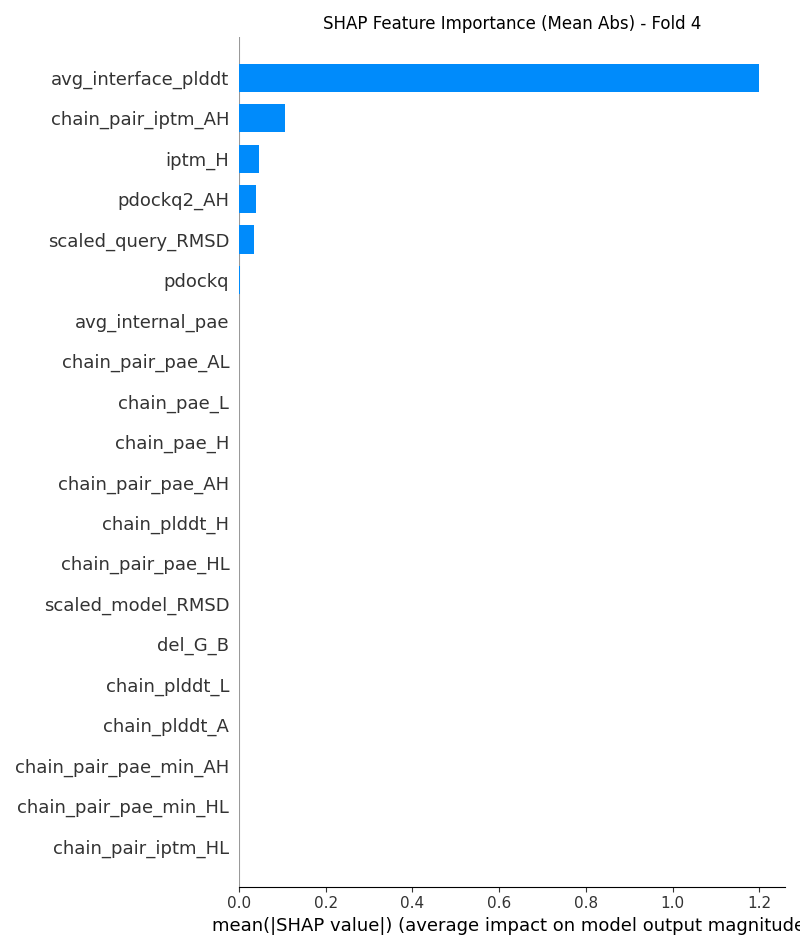 SHAP Feature Importance (Mean Abs) - Fold 4
avg_interface_plddt
chain_pair_iptm_AH
iptm_H
pdockq2_AH
scaled_query_RMSD
pdockq
avg_internal_pae
chain_pair_pae_AL
chain_pae_L
chain_pae_H
chain_pair_pae_AH
chain_plddt_H
chain_pair_pae_HL
scaled_model_RMSD
del_G_B
chain_plddt_L
chain_plddt_A
chain_pair_pae_min_AH
chain_pair_pae_min_HL
chain_pair_iptm_HL
0.0 0.2 0.4 0.6 0.8 1.0 1.2
mean(|SHAP value|) (average impact on model output magnitude